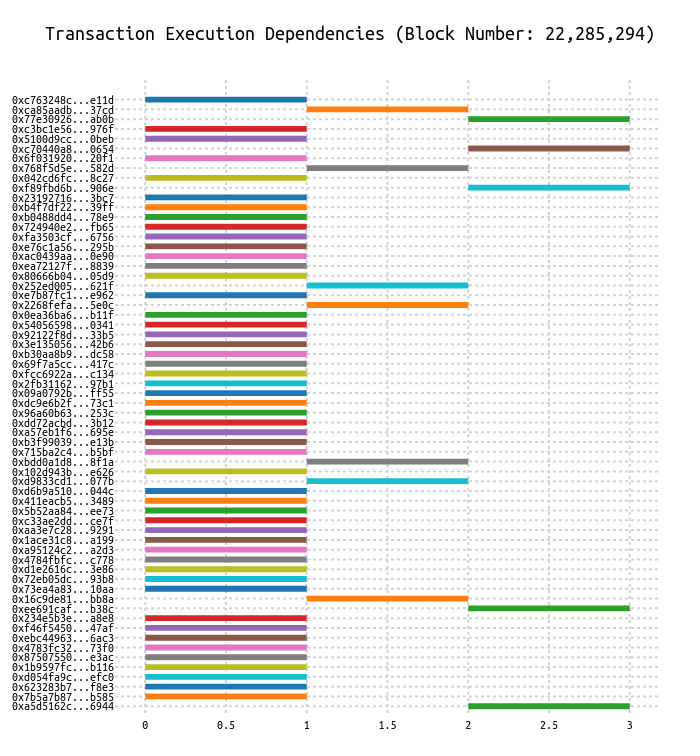 Transaction Execution Dependencies (Block Number: 22,285,294)
0xc763248c...e11d
0xca85aadb...37cd
0x77e30926...ab0b
0xc3bc1e56...976f
0x5100d9cc...0beb
0xc70440a8...0654
0x6f031920...20f1
0x768f5d5e...582d
0x042cd6fc...8c27
0xf89fbd6b...906e
0x23192716...3bc7
0xb4f7df22...39ff
0xb0488dd4...78e9
0x724940e2...fb65
0xfa3503cf...6756
0xe76c1a56...295b
0xac0439aa...0e90
0xea72127f...8839
0x80666b04...05d9
0x252ed005...621f
0xe7b87fc1...e962
0x2268fefa...5e0c
0x0ea36ba6...b11f
0x54056598...0341
0x92122f8d...33b5
0x3e135056...42b6
0xb30aa8b9...dc58
0x69f7a5cc...417c
0xfcc6922a...c134
0x2fb31162...97b1
0x09a0792b...ff55
0xdc9e6b2f...73c1
0x96a60b63...253c
0xdd72acbd...3b12
0xa57eb1f6...695e
0xb3f99039...e13b
0x715ba2c4...b5bf
0xbdd0a1d8...8f1a
0x102d943b...e626
0xd9833cd1...077b
0xd6b9a510...044c
0x411eacb5...3489
0x5b52aa84...ee73
0xc33ae2dd...ce7f
0xaa3e7c28...9291
0x1ace31c8...a199
0xa95124c2...a2d3
0x4784fbfc...c778
0xd1e2616c...3e86
0x72eb05dc...93b8
0x73ea4a83...10aa
0x16c9de81...bb8a
0xee691caf...b38c
0x234e5b3e...a8e8
0xf46f5450...47af
0xebc44963...6ac3
0x4783fc32...73f0
0x87507550...e3ac
0x1b9597fc...b116
0xd054fa9c...efc0
0x623283b7...f8e3
0x7b5a7b87...b585
0xa5d5162c...6944
0 0.5 1 1.5 2 2.5 3